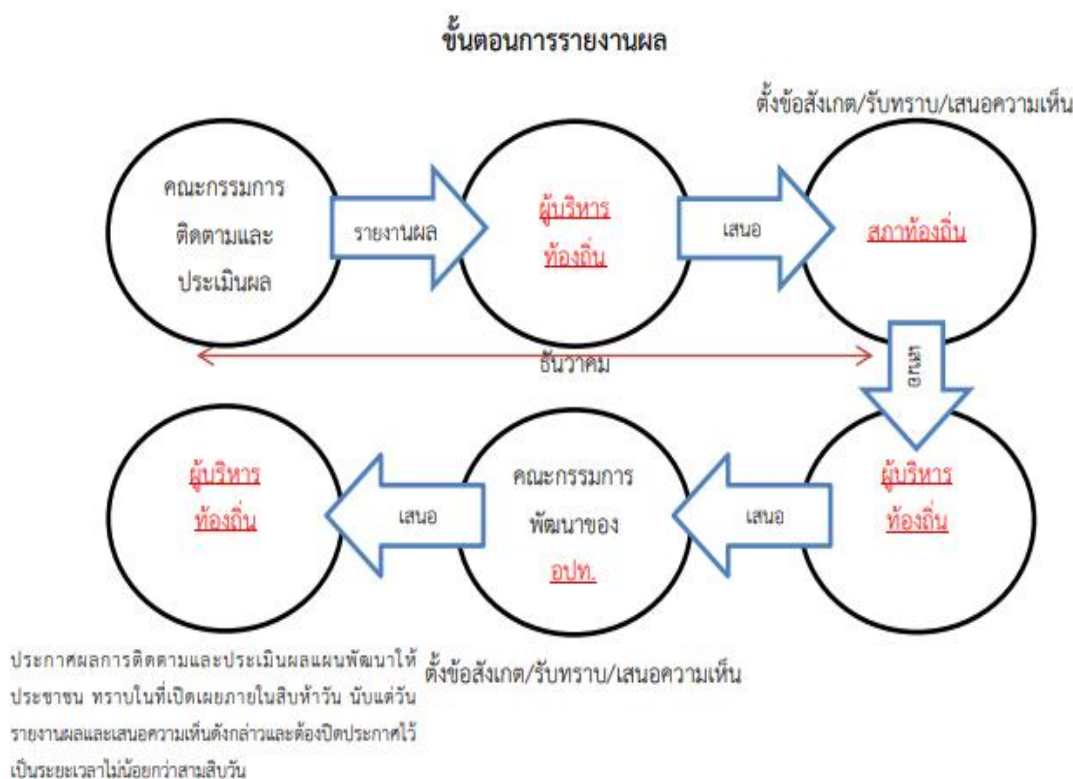 ขั้นตอนการรายงานผล
ตั้งข้อสังเกต/รับทราบ/เสนอความเห็น
คณะกรรมการ
ติดตามและ
ประเมินผล
รายงานผล
ผู้บริหาร
ท้องถิ่น
เสนอ
สภาท้องถิ่น
ธันวาคม
เสนอ
ผู้บริหาร
ท้องถิ่น
เสนอ
คณะกรรมการ
พัฒนาของ
อปท.
เสนอ
ผู้บริหาร
ท้องถิ่น
ตั้งข้อสังเกต/รับทราบ/เสนอความเห็น
ประกาศผลการติดตามและประเมินผลแผนพัฒนาให้
ประชาชน ทราบในที่เปิดเผยภายในสิบห้าวัน นับแต่วัน
รายงานผลและเสนอความเห็นดังกล่าวและต้องปิดประกาศไว้
เป็นระยะเวลาไม่น้อยกว่าสามสิบวัน